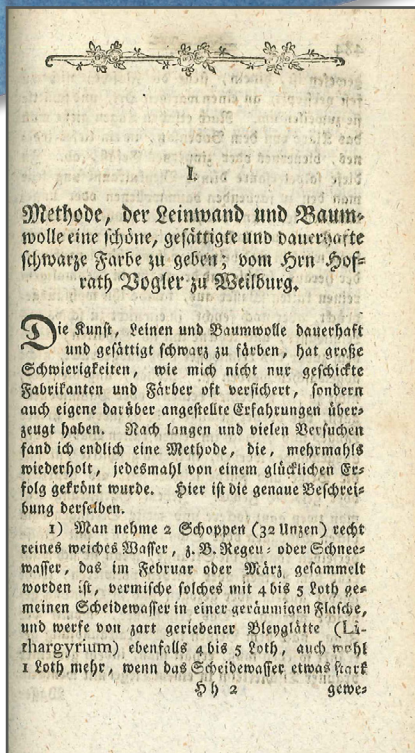 I.
Methode, der Leinwand und Baum-
wolle eine schöne, gesättigte und dauerhafte
schwarze Farbe zu geben; vom Hrn Hof-
rath Vogler zu Weilburg.
Die Kunst, Leinen und Baumwolle dauerhaft
und gesättigt schwarz zu färben, hat große
Schwierigkeiten, wie mich nicht nur geschickte
Fabrikanten und Färber oft versichert, sondern
auch eigene darüber angestellte Erfahrungen über-
zeugt haben. Nach langen und vielen Versuchen
fand ich endlich eine Methode, die, mehrmahls
wiederholt, jedesmahl von einem glücklichen Er-
folg gekrönt wurde. Hier ist die genaue Beschrei-
bung derselben.
1) Man nehme 2 Schoppen (32 Unzen) recht
reines weiches Wasser, z. B. Regeu- oder Schnee-
wasser, das im Februar oder März gesammelt
worden ist, vermische solches mit 4 bis 5 Loth ge-
meinen Scheidewasser in einer geräumigen Flasche,
und werfe von zart geriebener Bleyglätte (Li-
thargyrium) ebenfalls 4 bis 5 Loth, auch wohl
1 Loth mehr, wenn das Scheidewasser etwas stark
Hh 2 gewe-